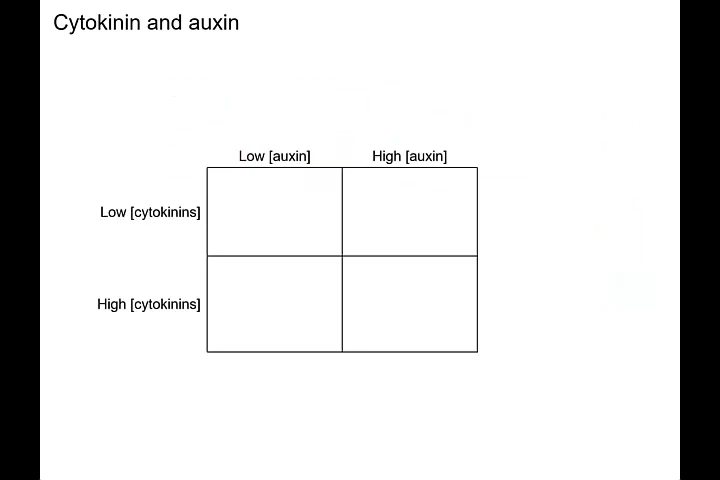 Cytokinin and auxin
Low [auxin] High [auxin]
Low [cytokinins]
High [cytokinins]